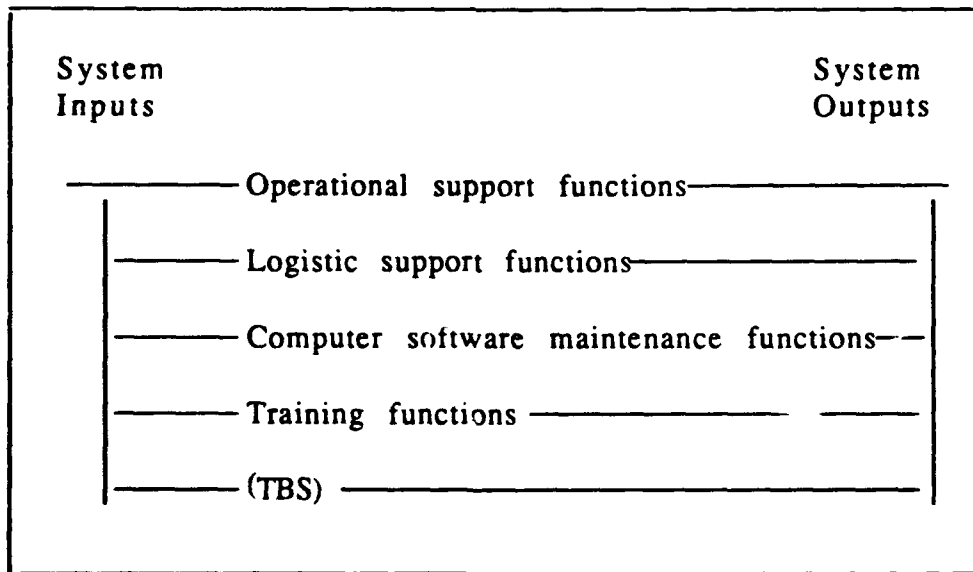 System
Inputs
System
Outputs
Operational support functions
Logistic support functions
Computer software maintenance functions
Training functions
(TBS)